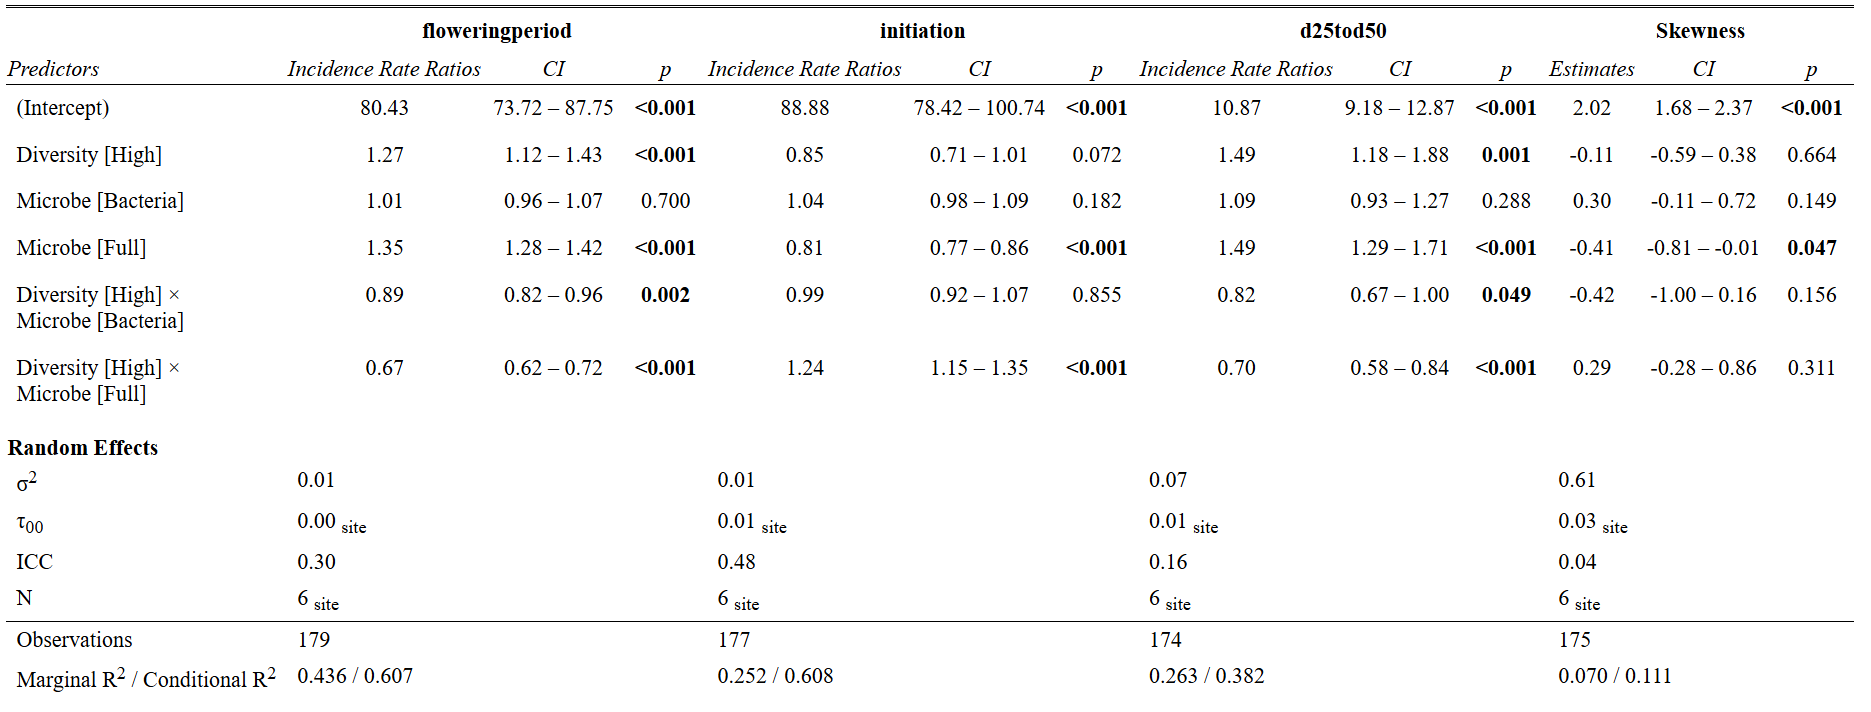 floweringperiod initiation d25tod50 Skewness
Predictors Incidence Rate Ratios CI p Incidence Rate Ratios CI p Incidence Rate Ratios CI p Estimates CI p
(Intercept) 80.43 73.72 – 87.75 <0.001 88.88 78.42 – 100.74 <0.001 10.87 9.18 – 12.87 <0.001 2.02 1.68 – 2.37 <0.001
Diversity [High] 1.27 1.12 – 1.43 <0.001 0.85 0.71 – 1.01 0.072 1.49 1.18 – 1.88 0.001 -0.11 -0.59 – 0.38 0.664
Microbe [Bacteria] 1.01 0.96 – 1.07 0.700 1.04 0.98 – 1.09 0.182 1.09 0.93 – 1.27 0.288 0.30 -0.11 – 0.72 0.149
Microbe [Full] 1.35 1.28 – 1.42 <0.001 0.81 0.77 – 0.86 <0.001 1.49 1.29 – 1.71 <0.001 -0.41 -0.81 – -0.01 0.047
Diversity [High] × 0.89 0.82 – 0.96 0.002 0.99 0.92 – 1.07 0.855 0.82 0.67 – 1.00 0.049 -0.42 -1.00 – 0.16 0.156
Microbe [Bacteria]
Diversity [High] × 0.67 0.62 – 0.72 <0.001 1.24 1.15 – 1.35 <0.001 0.70 0.58 – 0.84 <0.001 0.29 -0.28 – 0.86 0.311
Microbe [Full]
Random Effects
σ2 0.01 0.01 0.07 0.61
τ00 0.00 site 0.01 site 0.01 site 0.03 site
ICC 0.30 0.48 0.16 0.04
N 6 site 6 site 6 site 6 site
Observations 179 177 174 175
Marginal R2 / Conditional R2 0.436 / 0.607 0.252 / 0.608 0.263 / 0.382 0.070 / 0.111